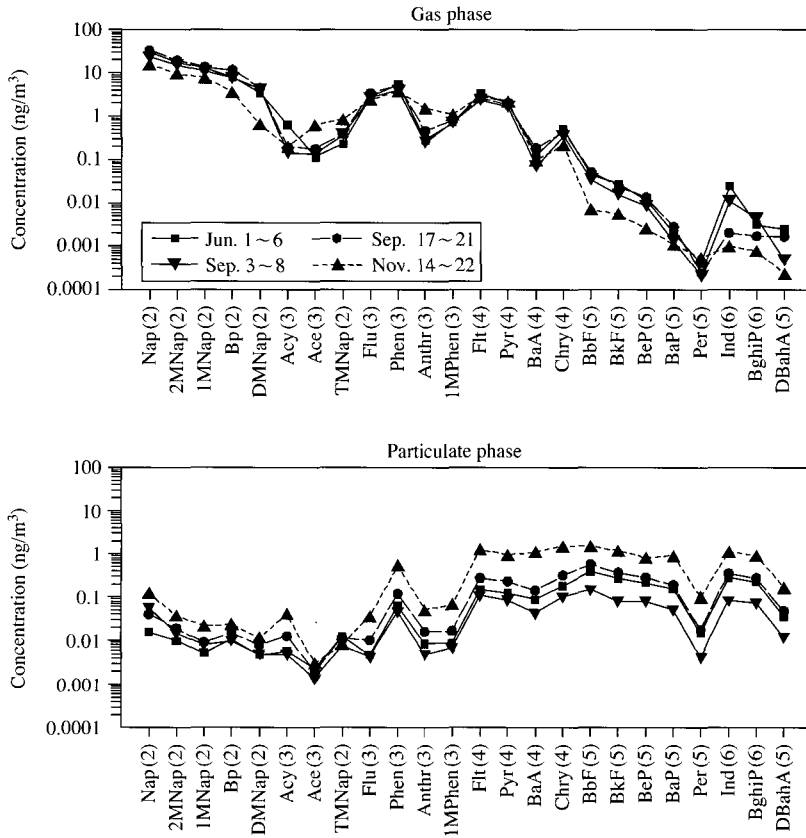 Gas phase
Concentration (ng/m³)
100
10
1
0.1
0.01
0.001
0.0001
Jun. 1~6
Sep. 17~21
Sep. 3~8
Nov. 14~22
Nap (2)
2MNap (2)
1MNap (2)
Bp (2)
DMNap (2)
Acy (3)
Ace (3)
TMNap (2)
Flu (3)
Phen (3)
Anthr (3)
1MPhen (3)
Flt (4)
Pyr (4)
BaA (4)
Chry (4)
BbF (5)
BkF (5)
BeP (5)
BaP (5)
Per (5)
Ind (6)
BghiP (6)
DBahA (5)
Particulate phase
Concentration (ng/m³)
100
10
1
0.1
0.01
0.001
0.0001
Nap (2)
2MNap (2)
1MNap (2)
Bp (2)
DMNap (2)
Acy (3)
Ace (3)
TMNap (2)
Flu (3)
Phen (3)
Anthr (3)
1MPhen (3)
Flt (4)
Pyr (4)
BaA (4)
Chry (4)
BbF (5)
BkF (5)
BeP (5)
BaP (5)
Per (5)
Ind (6)
BghiP (6)
DBahA (5)